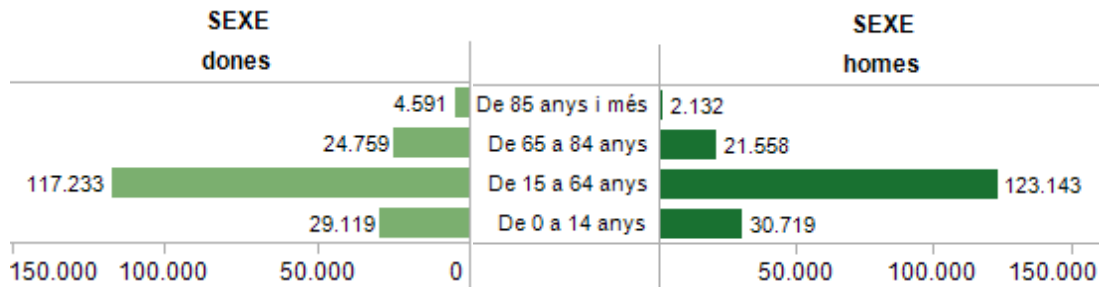 SEXE SEXE
dones homes
4.591 De 85 anys i més 2.132
24.759 De 65 a 84 anys 21.558
117.233 De 15 a 64 anys 123.143
29.119 De 0 a 14 anys 30.719
150.000 100.000 50.000 0 50.000 100.000 150.000